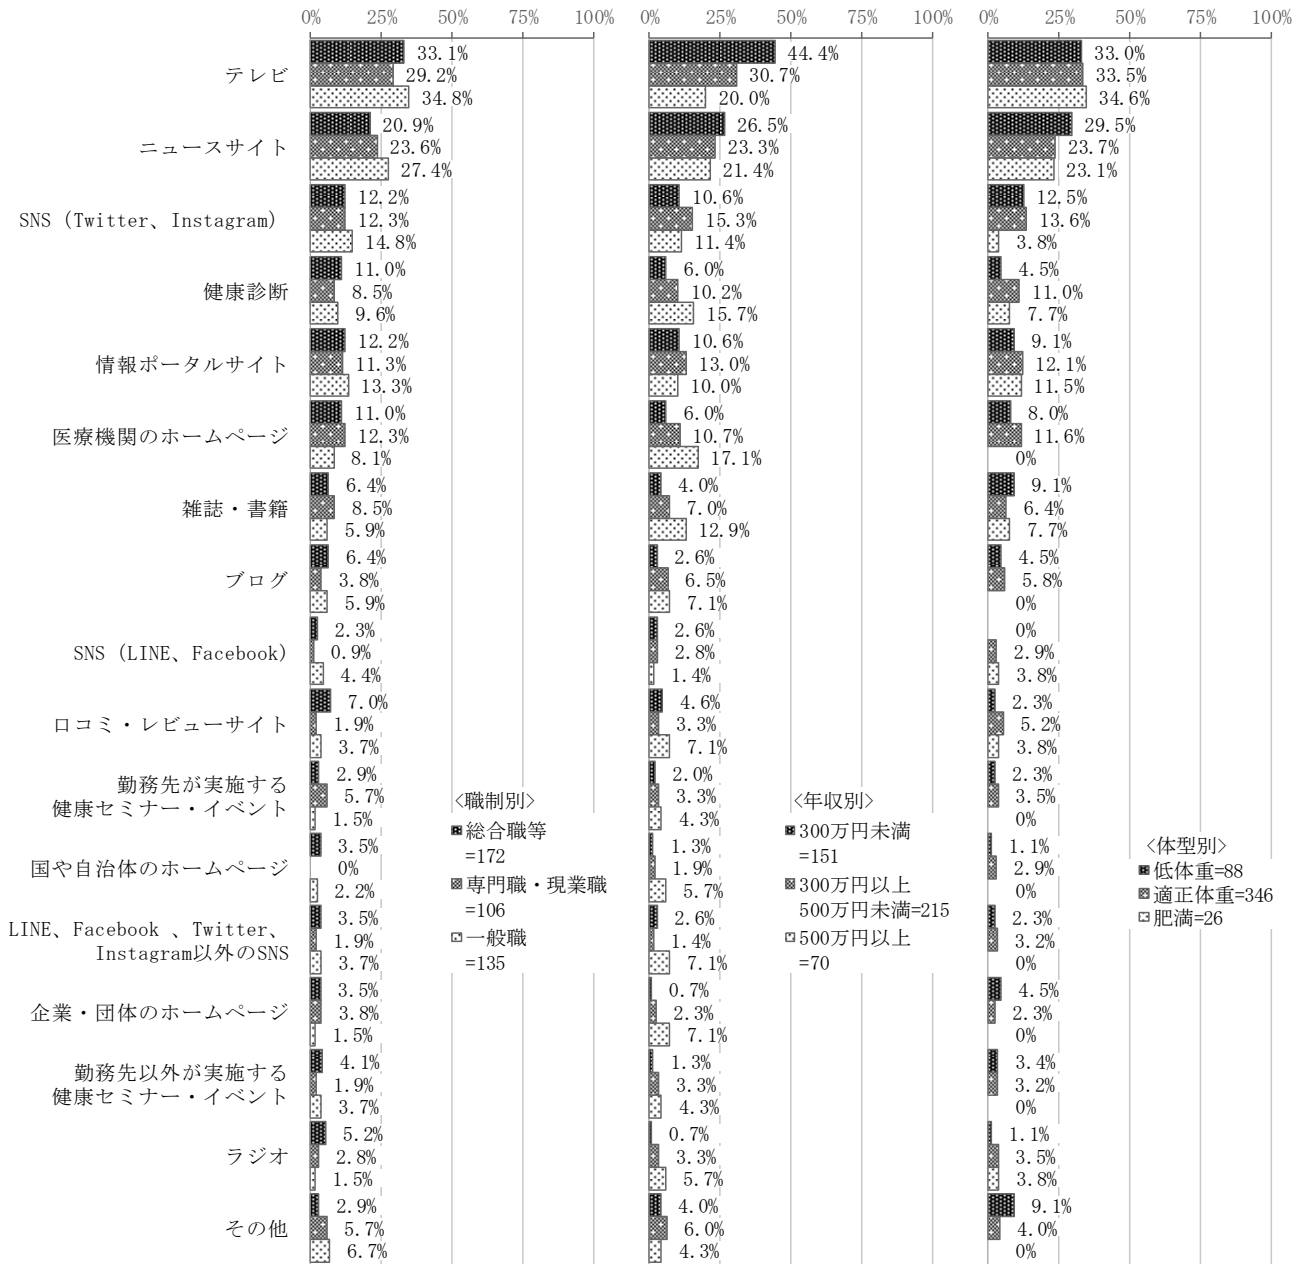 0% 25% 50% 75% 100% 0% 25% 50% 75% 100% 0% 25% 50% 75% 100%
33.1% 44.4% 33.0%
テレビ 29.2% 30.7% 33.5%
34.8% 20.0% 34.6%
20.9% 26.5% 29.5%
ニュースサイト 23.6% 23.3% 23.7%
27.4% 21.4% 23.1%
12.2% 10.6% 12.5%
SNS (Twitter、Instagram) 12.3% 15.3% 13.6%
14.8% 11.4% 3.8%
11.0% 6.0% 4.5%
健康診断 8.5% 10.2% 11.0%
9.6% 15.7% 7.7%
12.2% 10.6% 9.1%
情報ポータルサイト 11.3% 13.0% 12.1%
13.3% 10.0% 11.5%
11.0% 6.0% 8.0%
医療機関のホームページ 12.3% 10.7% 11.6%
8.1% 17.1% 0%
6.4% 4.0% 9.1%
雑誌・書籍 8.5% 7.0% 6.4%
5.9% 12.9% 7.7%
6.4% 2.6% 4.5%
ブログ 3.8% 6.5% 5.8%
5.9% 7.1% 0%
2.3% 2.6% 0%
SNS (LINE、Facebook) 0.9% 2.8% 2.9%
4.4% 1.4% 3.8%
7.0% 4.6% 2.3%
口コミ・レビューサイト 1.9% 3.3% 5.2%
3.7% 7.1% 3.8%
2.9% 2.0% 2.3%
勤務先が実施する
健康セミナー・イベント 5.7% 3.3% 3.5%
1.5% 4.3% 0%
3.5% 1.3% 1.1%
国や自治体のホームページ 0% 1.9% 2.9%
2.2% 5.7% 0%
3.5% 2.6% 2.3%
LINE、Facebook 、Twitter、
Instagram以外のSNS 1.9% 1.4% 3.2%
3.7% 7.1% 0%
3.5% 0.7% 4.5%
企業・団体のホームページ 3.8% 2.3% 2.3%
1.5% 7.1% 0%
4.1% 1.3% 3.4%
勤務先以外が実施する
健康セミナー・イベント 1.9% 3.3% 3.2%
3.7% 4.3% 0%
5.2% 0.7% 1.1%
ラジオ 2.8% 3.3% 3.5%
1.5% 5.7% 3.8%
2.9% 4.0% 9.1%
その他 5.7% 6.0% 4.0%
6.7% 4.3% 0%
<職制別>
総合職等
=172
専門職・現業職
=106
一般職
=135
<年収別>
300万円未満
=151
300万円以上
500万円未満=215
500万円以上
=70
<体型別>
低体重=88
適正体重=346
肥満=26